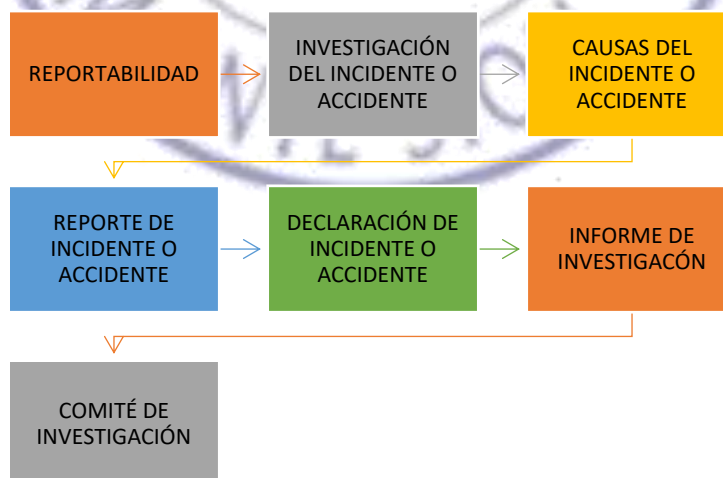 REPORTABILIDAD
INVESTIGACIÓN
DEL INCIDENTE O
ACCIDENTE
CAUSAS DEL
INCIDENTE O
ACCIDENTE
REPORTE DE
INCIDENTE O
ACCIDENTE
DECLARACIÓN DE
INCIDENTE O
ACCIDENTE
INFORME DE
INVESTIGACÓN
COMITÉ DE
INVESTIGACIÓN